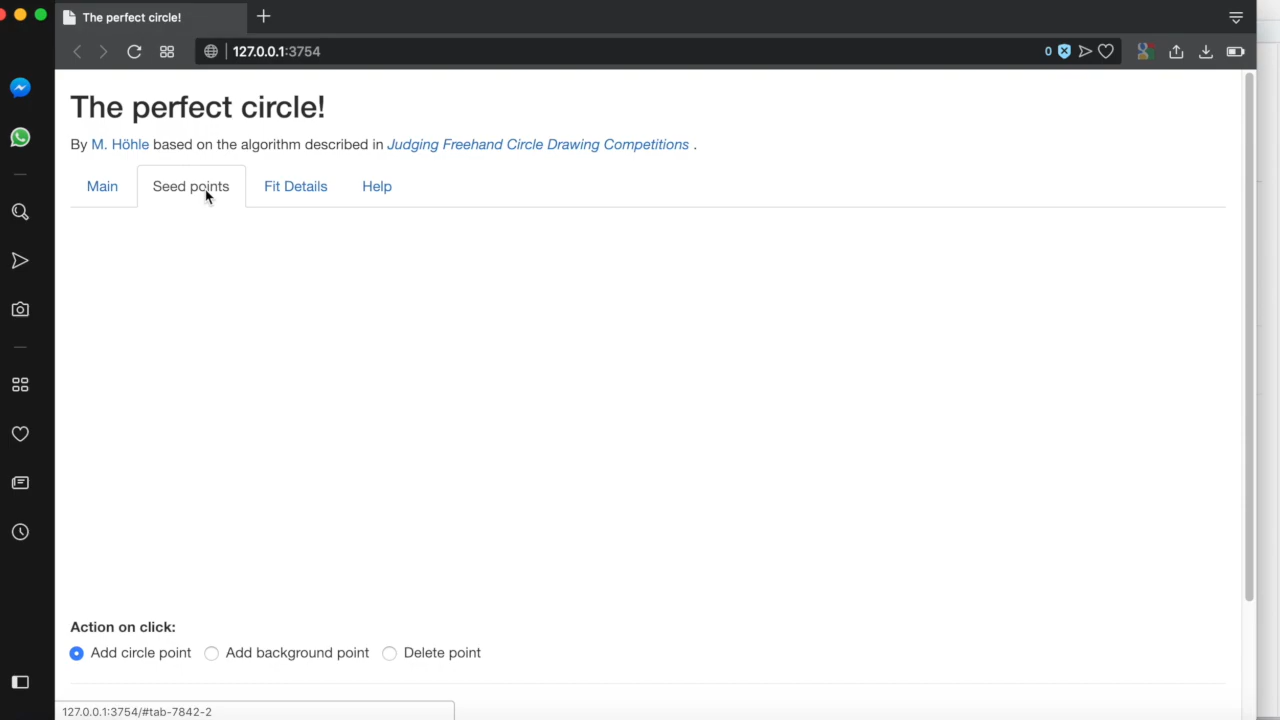 The perfect circle!
127.0.0.1:3754
0
The perfect circle!
By M. Höhle based on the algorithm described in Judging Freehand Circle Drawing Competitions .
Main Seed points Fit Details Help
Action on click:
Add circle point Add background point Delete point
127.0.0.1:3754/#tab-7842-2